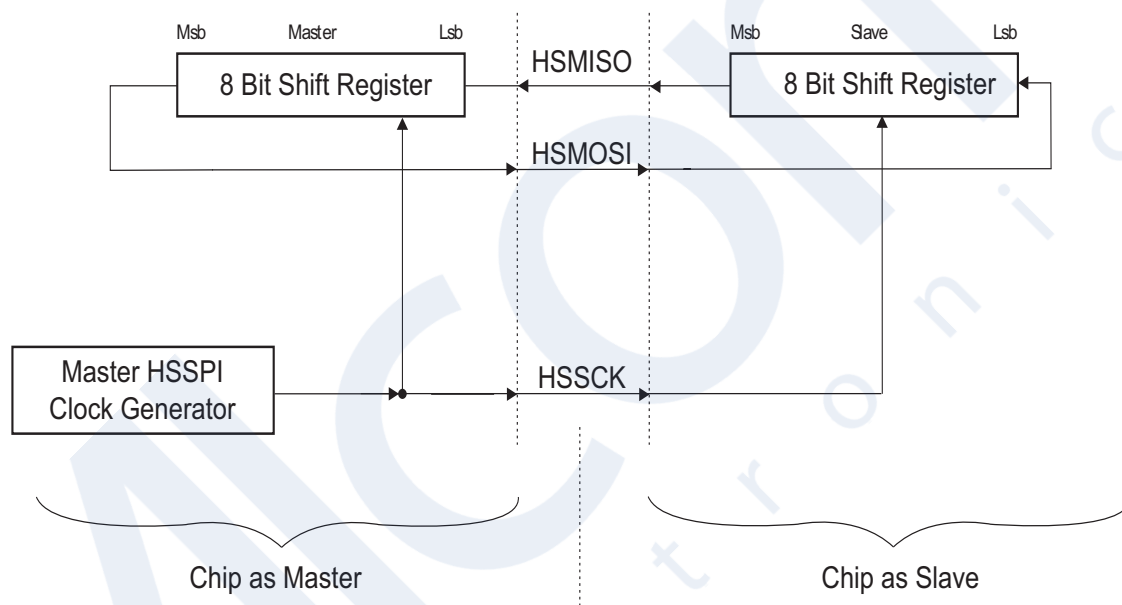 Msb Master Lsb
8 Bit Shift Register
HSMISO
Msb Slave Lsb
8 Bit Shift Register
HSMOSI
Master HSSPI
Clock Generator
HSSCK
Chip as Master
Chip as Slave